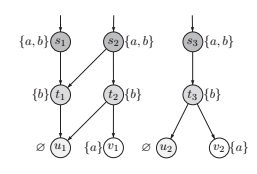 {a, b} s₁ s₂ {a, b} s₃ {a, b}
{b} t₁ t₂ {b} t₃ {b}
∅ u₁ {a} v₁ ∅ u₂ v₂ {a}